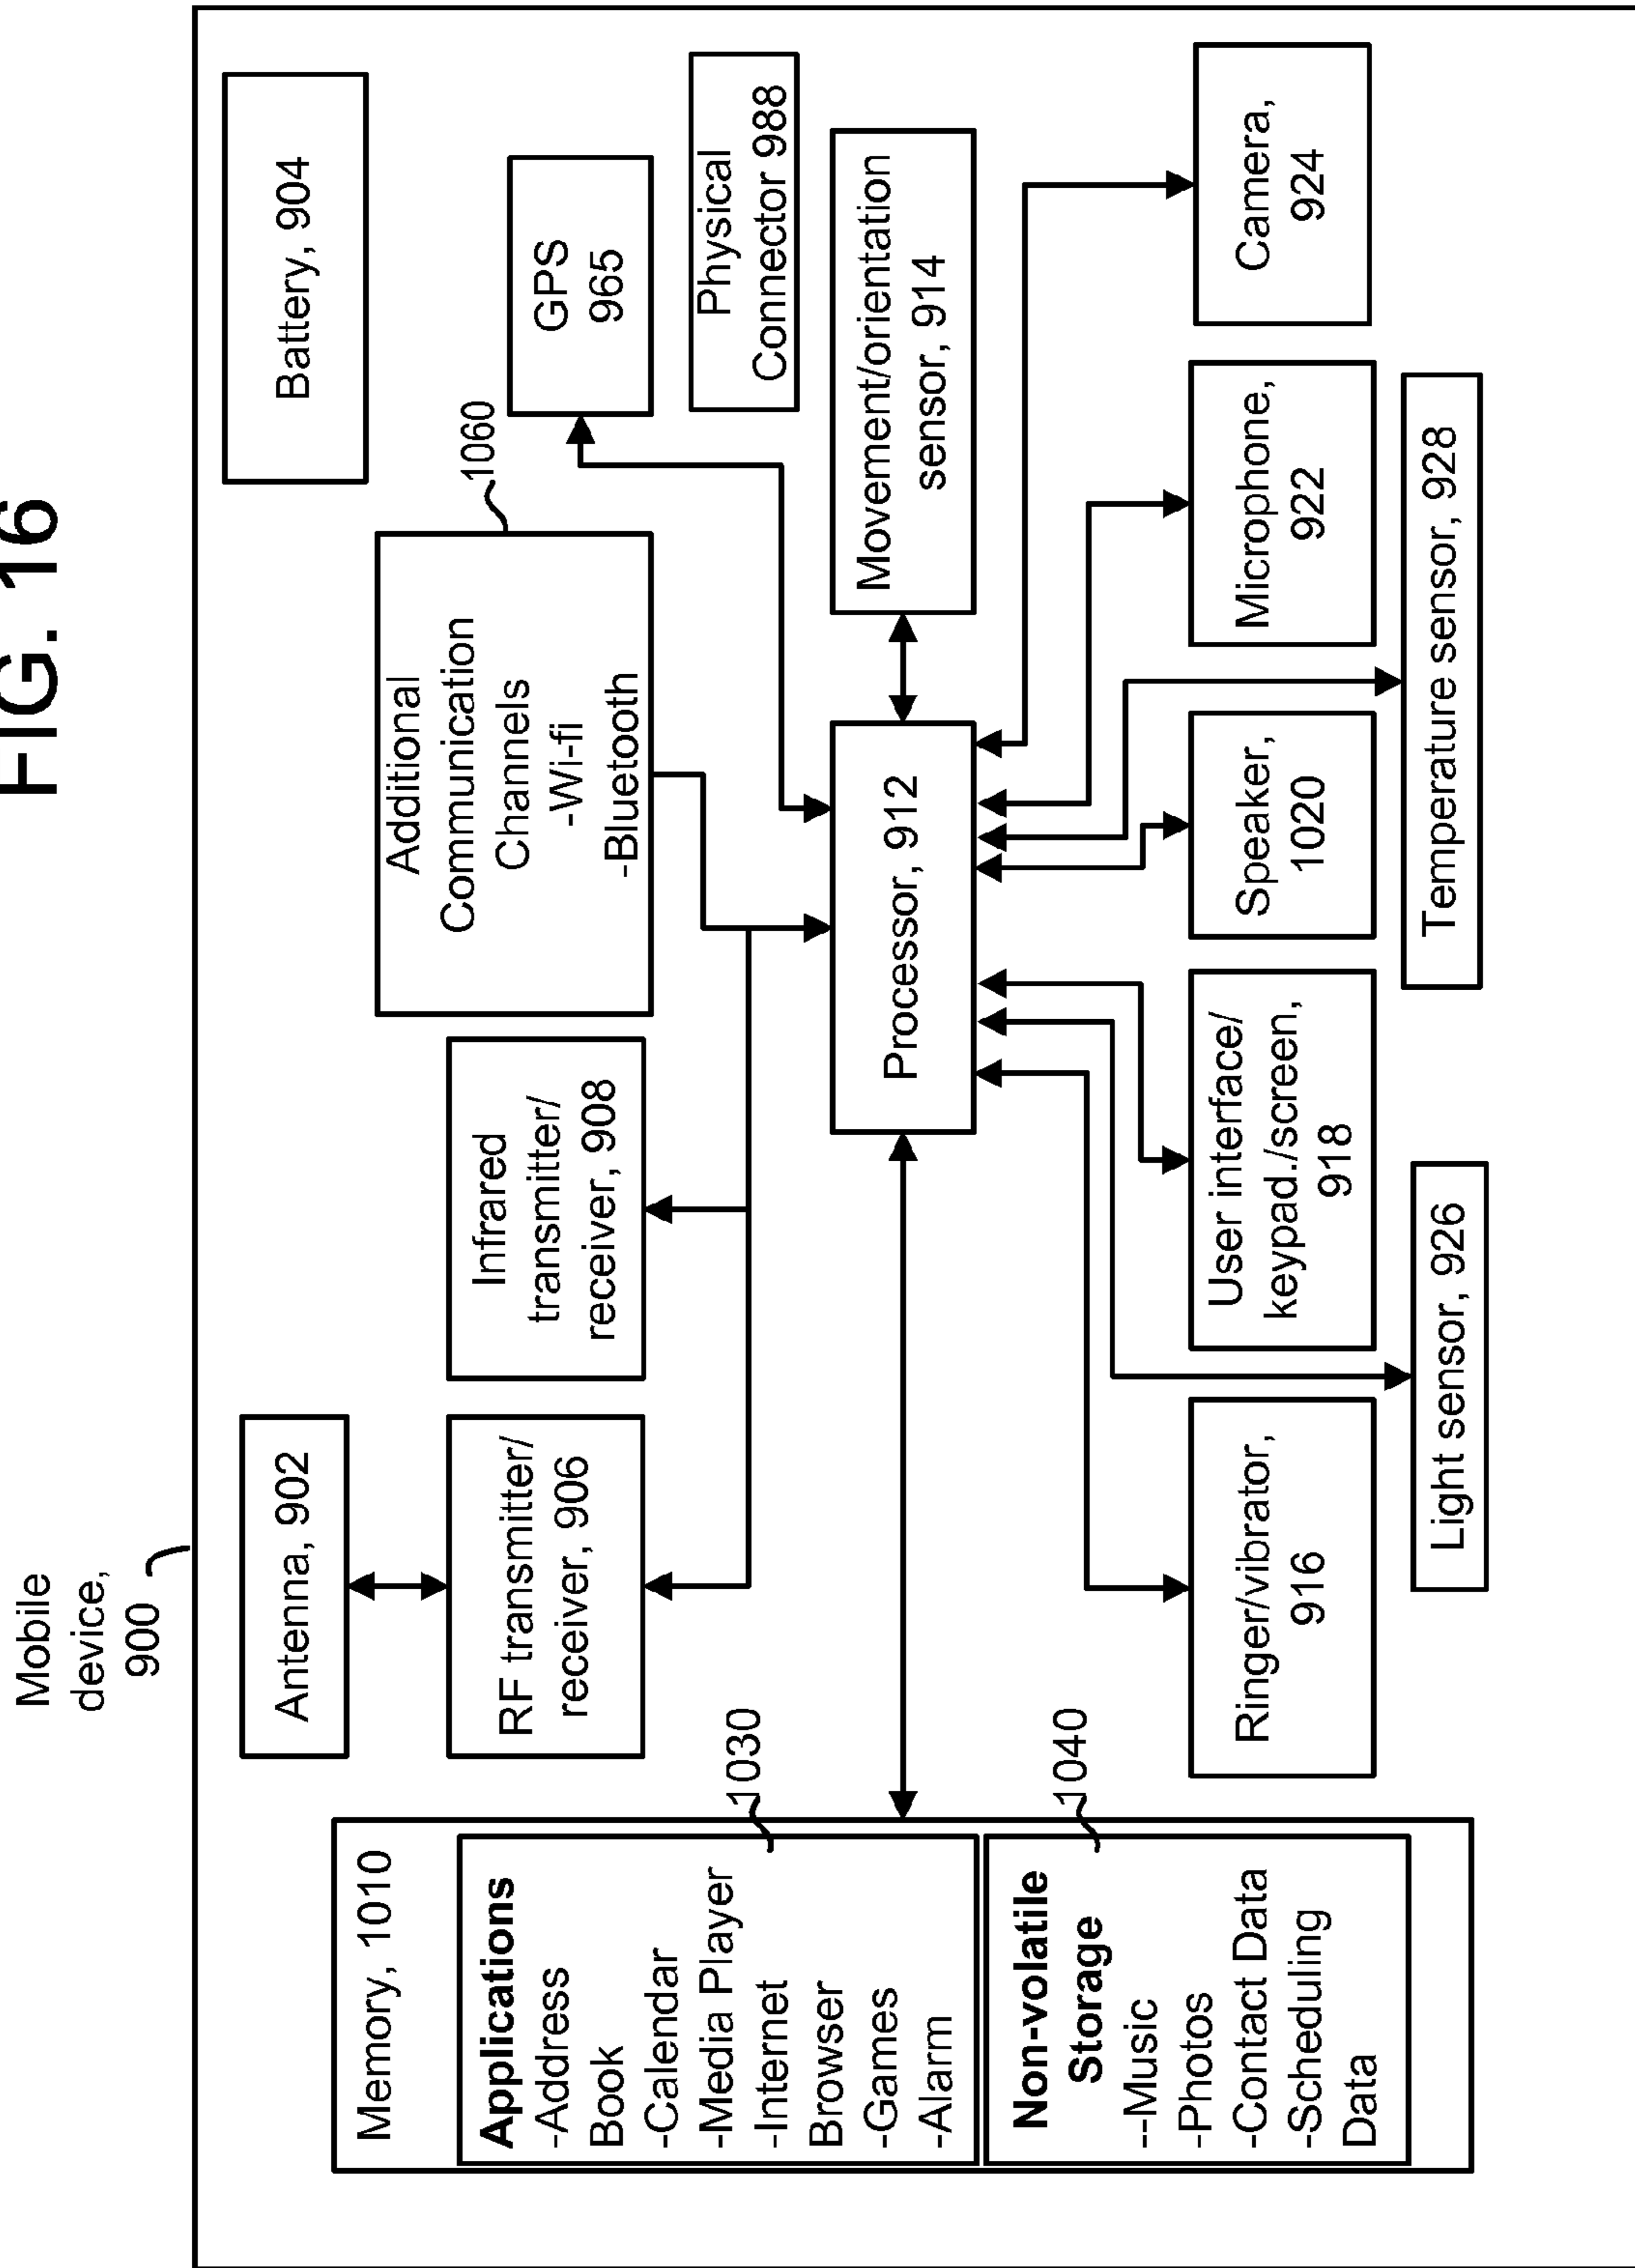 FIG. 16
Mobile
device,
900
Antenna, 902
Battery, 904
RF transmitter/
receiver, 906
Infrared
transmitter/
receiver, 908
Additional
Communication
Channels
-Wi-fi
-Bluetooth
1060
GPS
965
Physical
Connector 988
Memory, 1010
Applications
-Address
Book
-Calendar
-Media Player
-Internet
Browser
-Games
-Alarm
1030
Non-volatile
Storage
--Music
-Photos
-Contact Data
-Scheduling
Data
1040
Processor, 912
Movement/orientation
sensor, 914
Ringer/vibrator,
916
User interface/
keypad./screen,
918
Speaker,
1020
Microphone,
922
Camera,
924
Light sensor, 926
Temperature sensor, 928